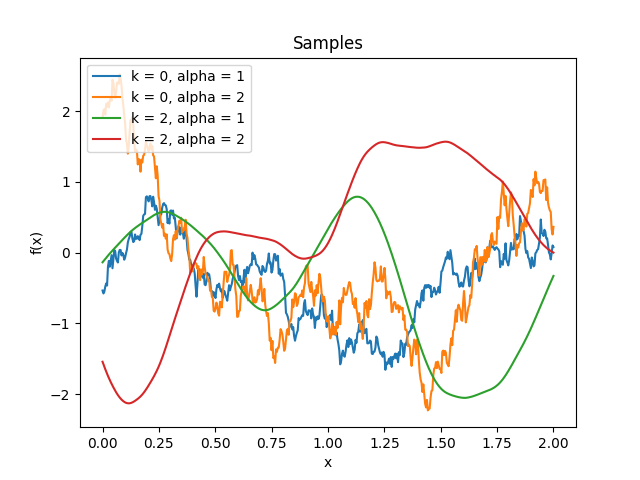 Samples
k = 0, alpha = 1
k = 0, alpha = 2
k = 2, alpha = 1
k = 2, alpha = 2
f(x)
2
1
0
−1
−2
0.00 0.25 0.50 0.75 1.00 1.25 1.50 1.75 2.00
x